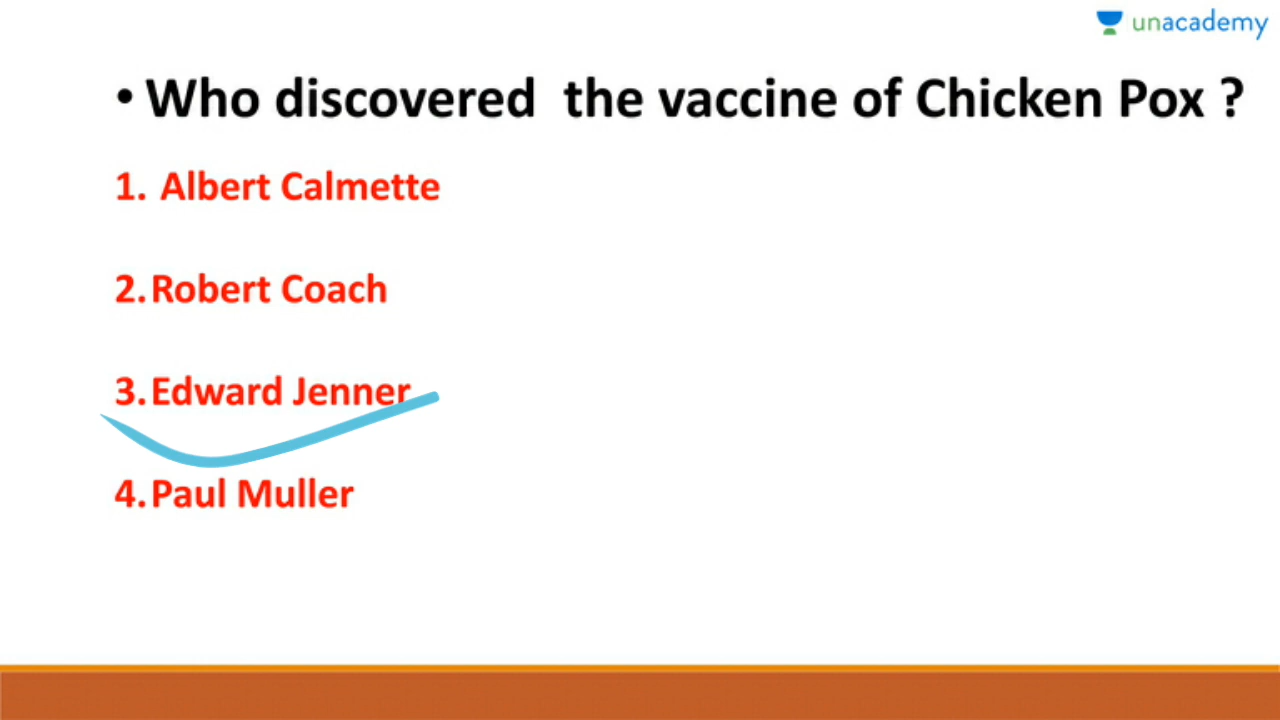 unacademy
• Who discovered the vaccine of Chicken Pox ?
1. Albert Calmette
2. Robert Coach
3. Edward Jenner
4. Paul Muller